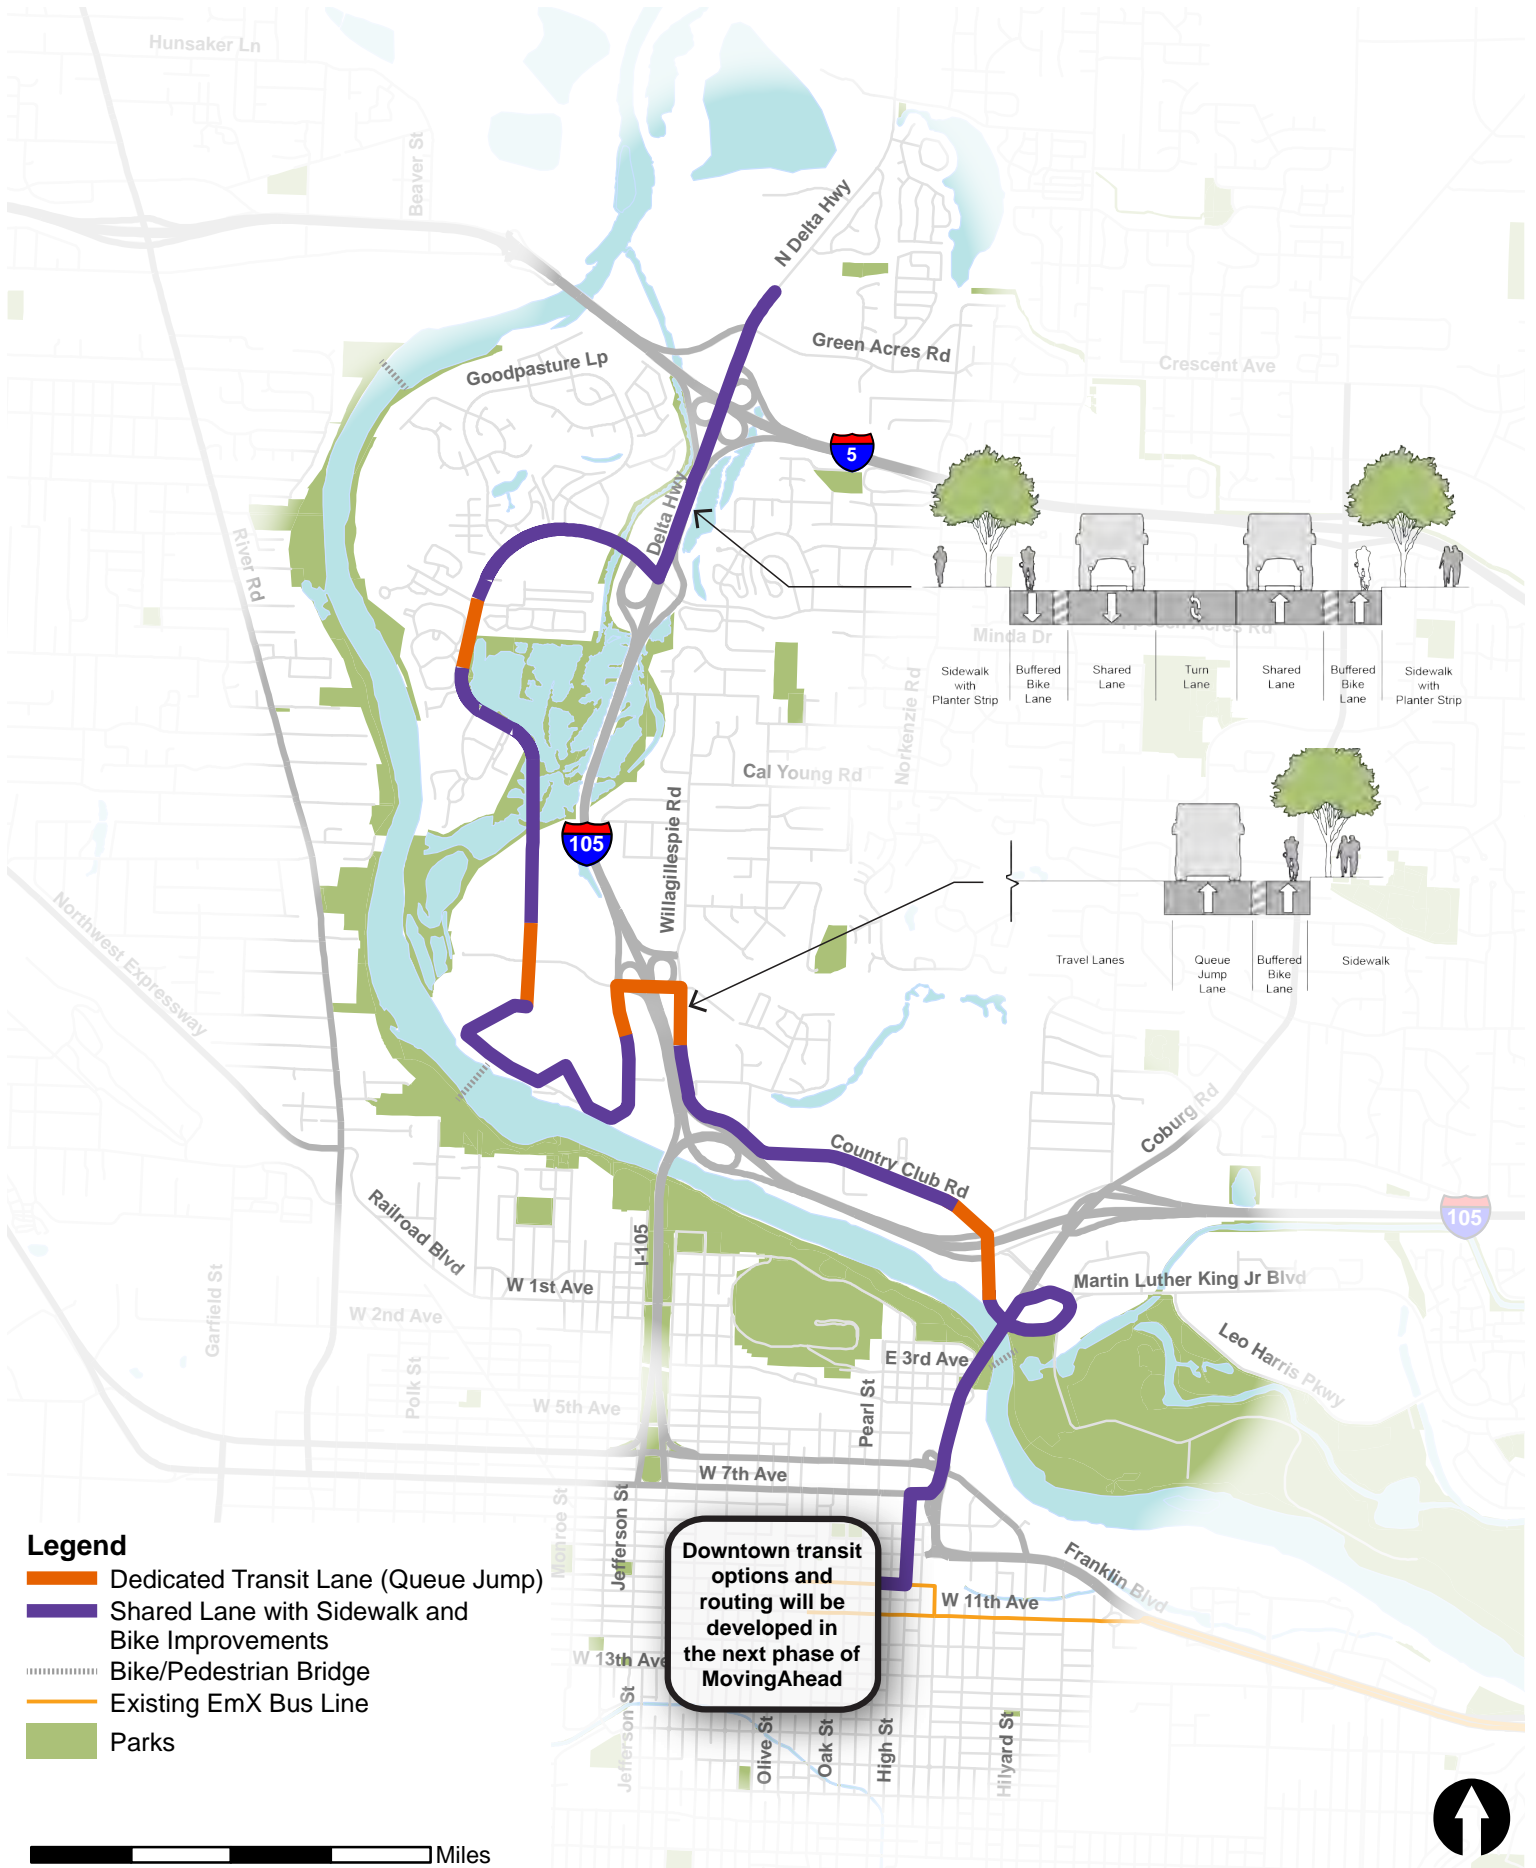 Hunsaker Ln
Beaver St
N Delta Hwy
Green Acres Rd
Crescent Ave
Goodpasture Lp
5
Delta Hwy
River Rd
Minda Dr
Acres Rd
Sidewalk
with
Planter Strip
Buffered
Bike
Lane
Shared
Lane
Turn
Lane
Shared
Lane
Buffered
Bike
Lane
Sidewalk
with
Planter Strip
Norkenzie Rd
Cal Young Rd
Willagillespie Rd
105
Northwest Expressway
Travel Lanes
Queue
Jump
Lane
Buffered
Bike
Lane
Sidewalk
Coburg Rd
Country Club Rd
Railroad Blvd
I-105
105
Garfield St
W 1st Ave
W 2nd Ave
Martin Luther King Jr Blvd
Leo Harris Pkwy
E 3rd Ave
Polk St
W 5th Ave
Pearl St
W 7th Ave
Monroe St
Jefferson St
Franklin Blvd
W 11th Ave
W 13th Ave
Downtown transit
options and
routing will be
developed in
the next phase of
MovingAhead
Jefferson St
Olive St
Oak St
High St
Hilyard St
Legend
Dedicated Transit Lane (Queue Jump)
Shared Lane with Sidewalk and
Bike Improvements
Bike/Pedestrian Bridge
Existing EmX Bus Line
Parks
Miles